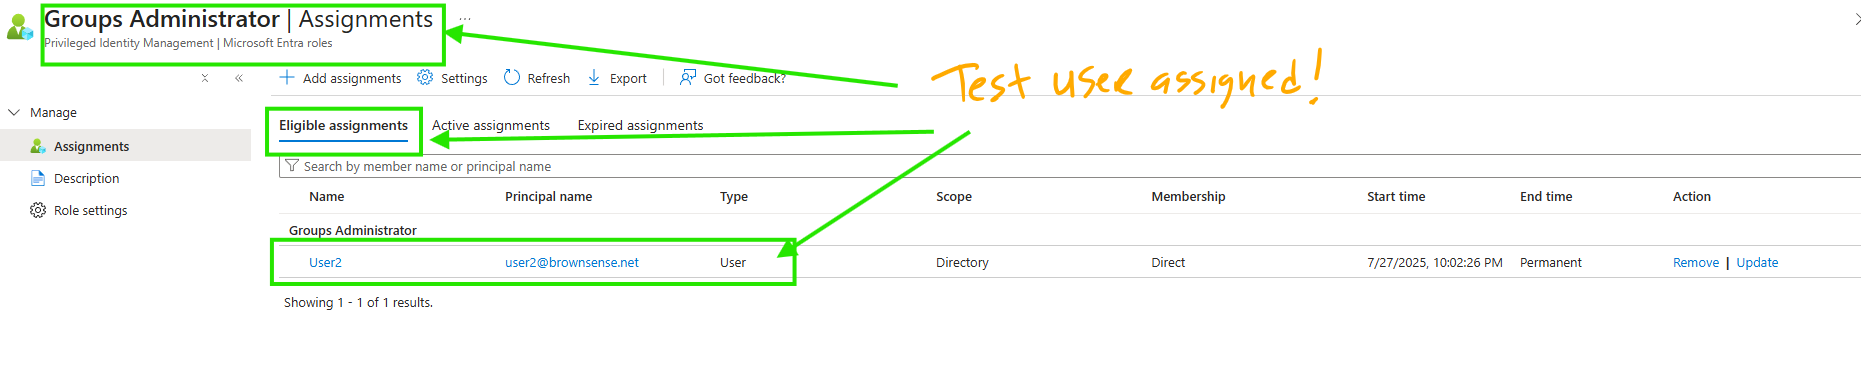 Groups Administrator | Assignments ...
Privileged Identity Management | Microsoft Entra roles
Add assignments Settings Refresh Export Got feedback?
Test user assigned!
Manage
Assignments
Description
Role settings
Eligible assignments Active assignments Expired assignments
Search by member name or principal name
Name Principal name Type Scope Membership Start time End time Action
Groups Administrator
User2 user2@brownsense.net User Directory Direct 7/27/2025, 10:02:26 PM Permanent Remove | Update
Showing 1 - 1 of 1 results.